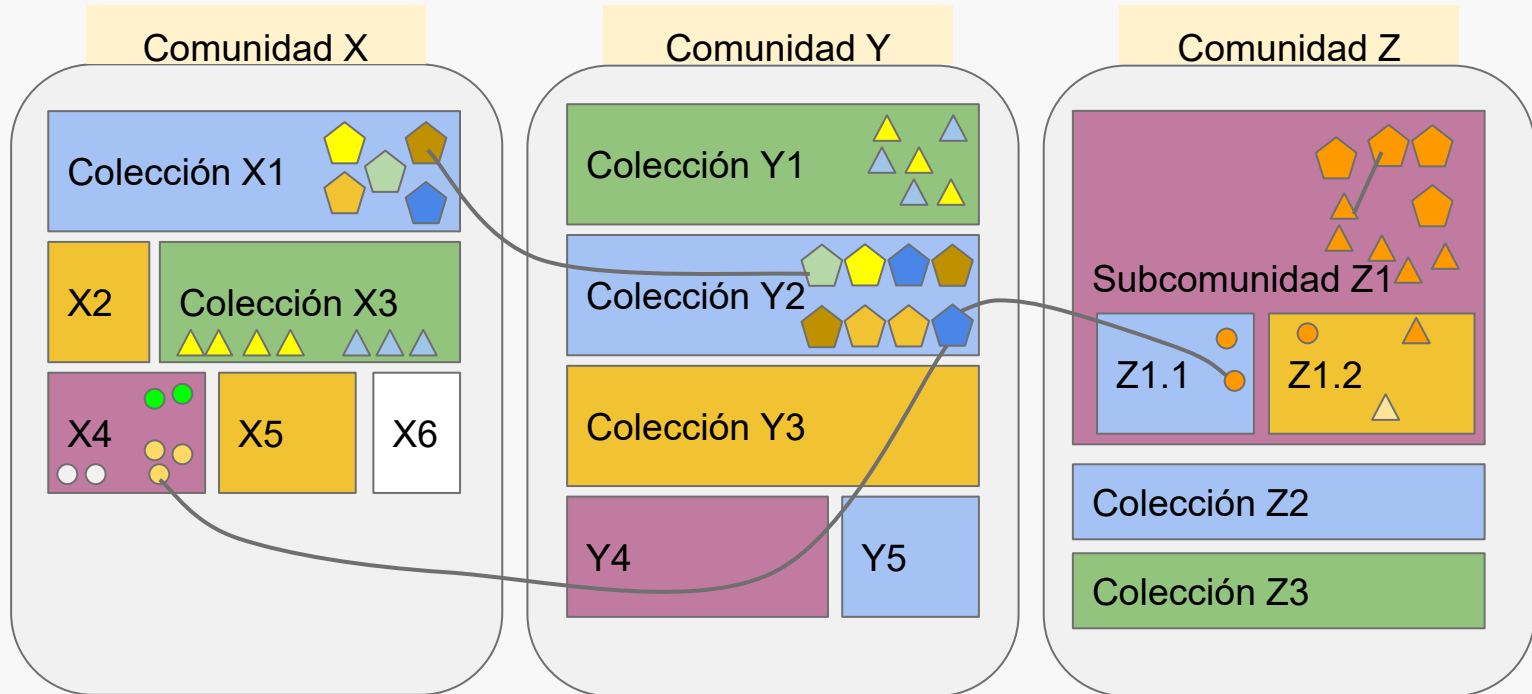 Comunidad X
Colección X1
X2
Colección X3
X4
X5
X6
Comunidad Y
Colección Y1
Colección Y2
Colección Y3
Y4
Y5
Comunidad Z
Subcomunidad Z1
Z1.1
Z1.2
Colección Z2
Colección Z3